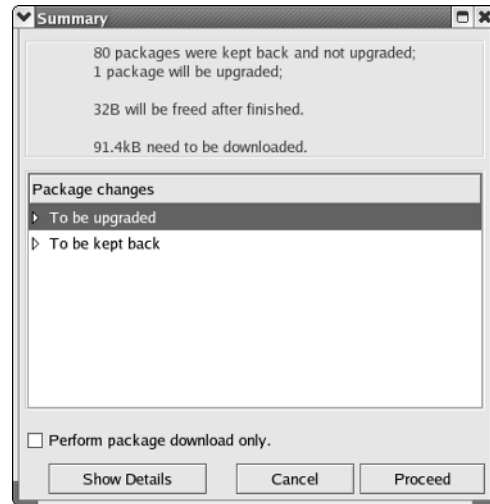 Summary
80 packages were kept back and not upgraded;
1 package will be upgraded;
32B will be freed after finished.
91.4kB need to be downloaded.
Package changes
To be upgraded
To be kept back
Perform package download only.
Show Details
Cancel
Proceed